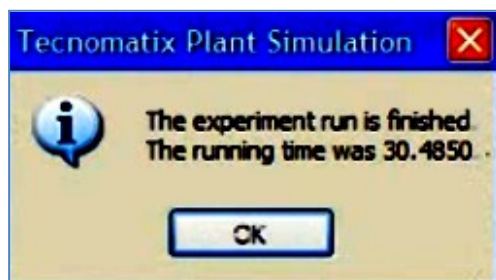 Tecnomatix Plant Simulation
The experiment run is finished
The running time was 30.4850
OK